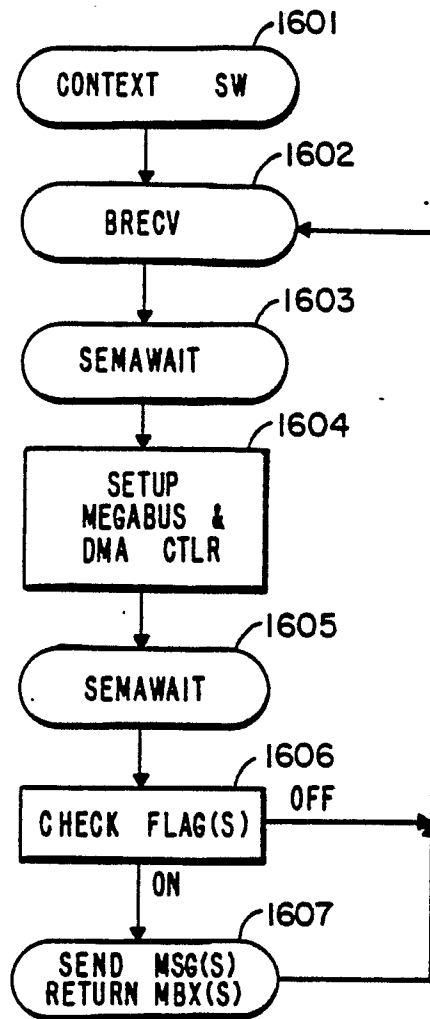 1601
CONTEXT SW
1602
BRECV
1603
SEMAWAIT
1604
SETUP
MEGABUS &
DMA CTLR
1605
SEMAWAIT
1606
CHECK FLAG(S)
OFF
ON
1607
SEND MSG(S)
RETURN MBX(S)